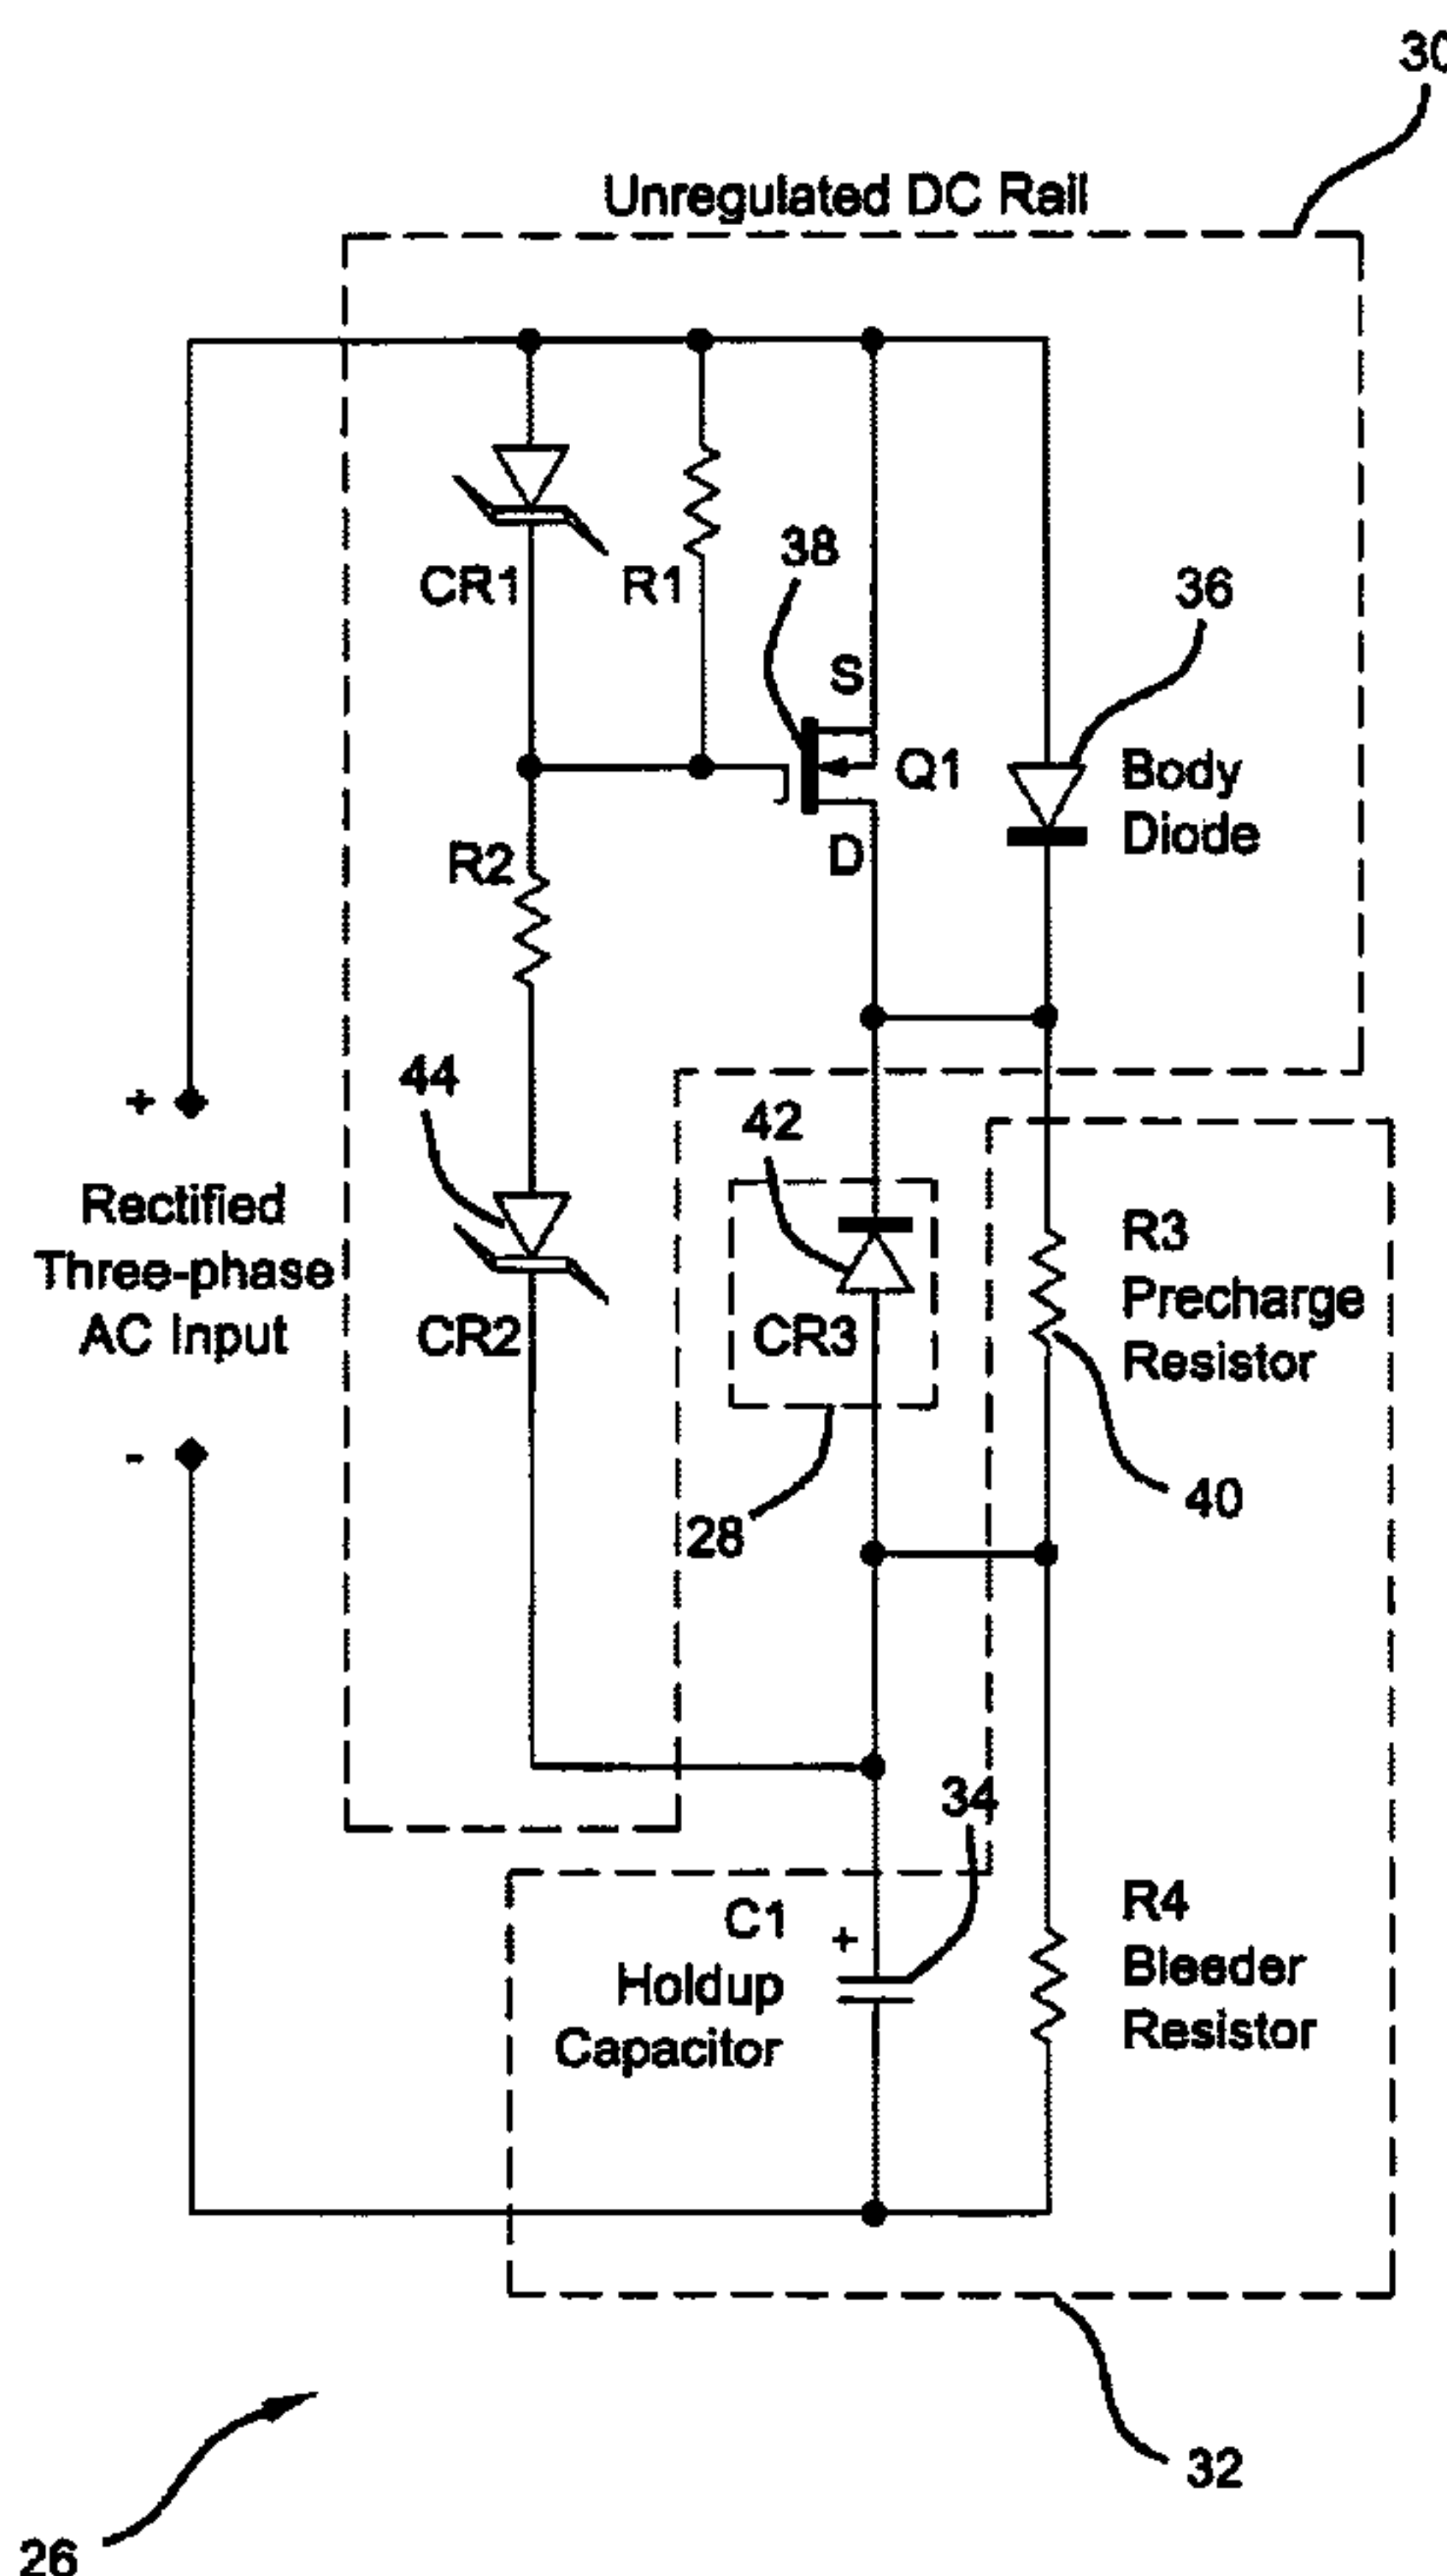 30
Unregulated DC Rail
CR1
R1
38
36
S
Q1
Body
Diode
D
R2
44
42
+
Rectified
Three-phase
AC Input
-
CR2
CR3
R3
Precharge
Resistor
40
28
34
C1
+
Holdup
Capacitor
R4
Bleeder
Resistor
32
26